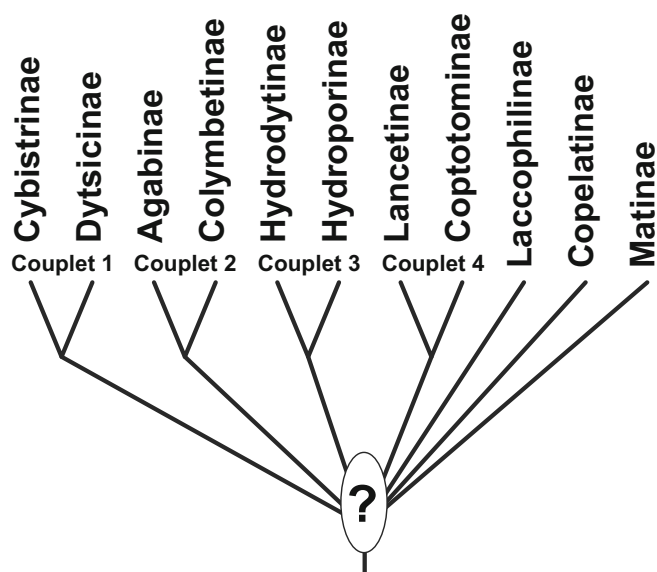 Cybistrinae
Dytsicinae
Agabinae
Colymbetinae
Hydrodytinae
Hydroporinae
Lancetinae
Coptotominae
Laccophilinae
Copelatinae
Matinae
Couplet 1
Couplet 2
Couplet 3
Couplet 4
?